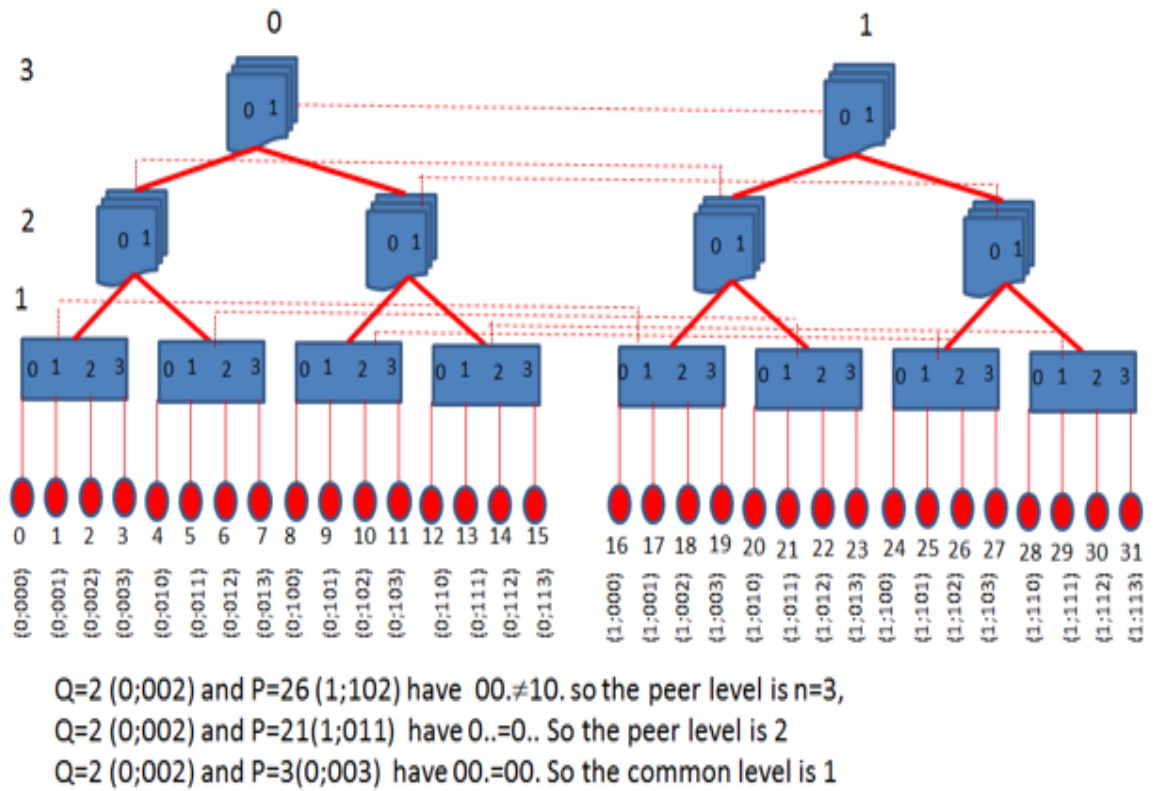 0 1
3
0 1 0 1
2
0 1 0 1 0 1 0 1
1
0 1 2 3 0 1 2 3 0 1 2 3 0 1 2 3 0 1 2 3 0 1 2 3 0 1 2 3 0 1 2 3
0 1 2 3 4 5 6 7 8 9 10 11 12 13 14 15 16 17 18 19 20 21 22 23 24 25 26 27 28 29 30 31
(0;000) (0;001) (0;002) (0;003) (0;010) (0;011) (0;012) (0;013) (0;100) (0;101) (0;102) (0;103) (0;110) (0;111) (0;112) (0;113) (1;000) (1;001) (1;002) (1;003) (1;010) (1;011) (1;012) (1;013) (1;100) (1;101) (1;102) (1;103) (1;110) (1;111) (1;112) (1:113)
Q=2 (0;002) and P=26 (1;102) have 00.≠10. so the peer level is n=3,
Q=2 (0;002) and P=21(1;011) have 0..=0.. So the peer level is 2
Q=2 (0;002) and P=3(0;003) have 00.=00. So the common level is 1